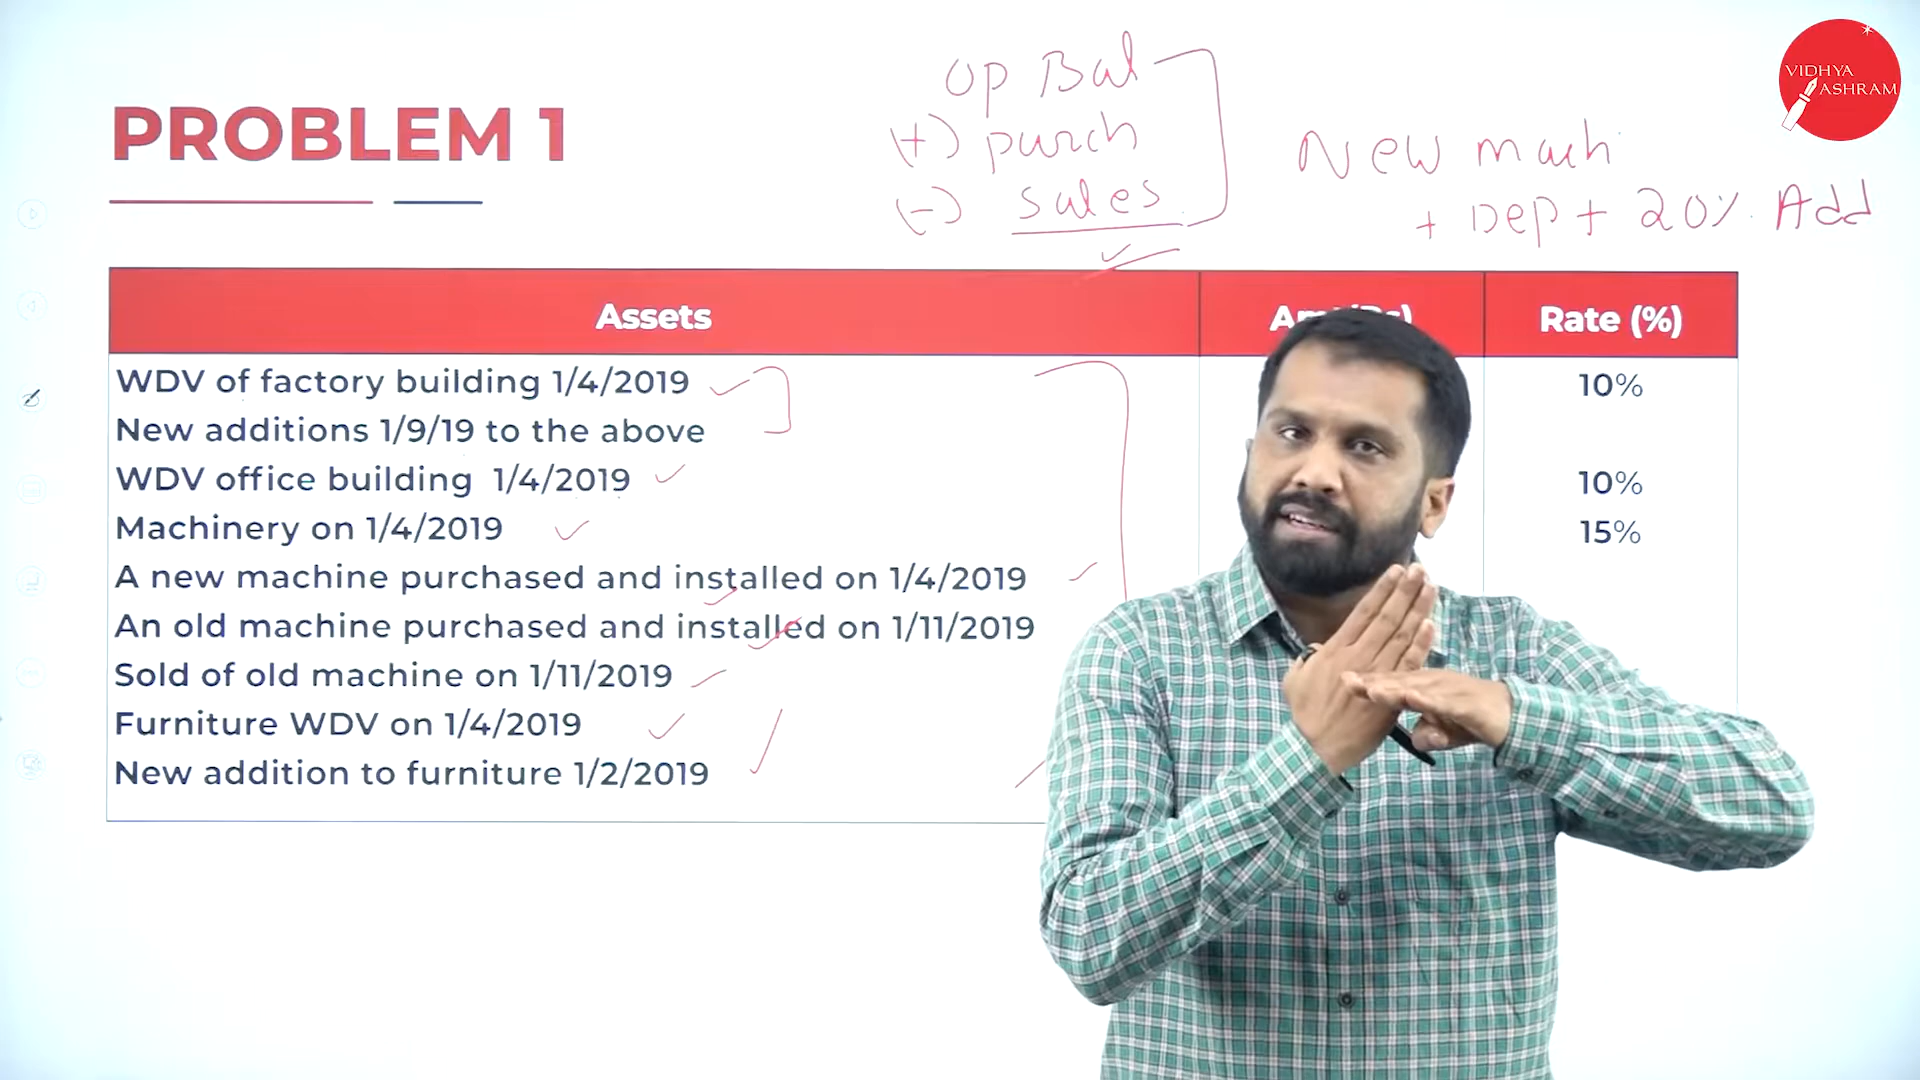 VIDHYA
ASHRAM
PROBLEM 1
Op Bal
(+) purch
(-) sales
New mach
+ Dep + 20% Add
Assets
Rate (%)
WDV of factory building 1/4/2019
10%
New additions 1/9/19 to the above
WDV office building 1/4/2019
10%
Machinery on 1/4/2019
15%
A new machine purchased and installed on 1/4/2019
An old machine purchased and installed on 1/11/2019
Sold of old machine on 1/11/2019
Furniture WDV on 1/4/2019
New addition to furniture 1/2/2019